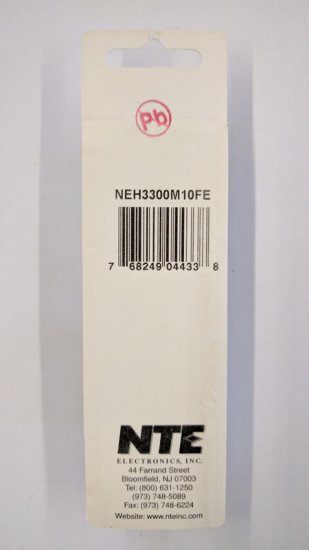 Pb
NEH3300M10FE
7 68249 04433 8
NTE
ELECTRONICS, INC.
44 Farrand Street
Bloomfield, NJ 07003
Tel: (800) 631-1250
(973) 748-5089
Fax: (973) 748-6224
Website: www.nteinc.com